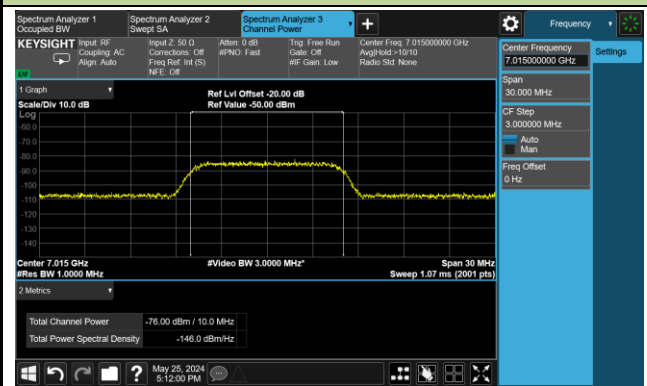 Spectrum Analyzer 1
Occupied BW
Spectrum Analyzer 2
Swept SA
Spectrum Analyzer 3
Channel Power
Frequency
KEYSIGHT
Input: RF
Coupling: AC
Align: Auto
Input Z: 50 Ω
Corrections: Off
Freq Ref: Int (S)
NFE: Off
Atten: 0 dB
#PNO: Fast
Trig: Free Run
Gate: Off
#IF Gain: Low
Center Freq: 7.015000000 GHz
Avg|Hold:>10/10
Radio Std: None
LXI
1 Graph
Scale/Div 10.0 dB
Ref Lvl Offset -20.00 dB
Ref Value -50.00 dBm
Log
-60.0
-70.0
-80.0
-90.0
-100
-110
-120
-130
-140
Center 7.015 GHz
#Res BW 1.0000 MHz
#Video BW 3.0000 MHz*
Span 30 MHz
Sweep 1.07 ms (2001 pts)
2 Metrics
Total Channel Power
-76.00 dBm / 10.0 MHz
Total Power Spectral Density
-146.0 dBm/Hz
May 25, 2024
5:12:00 PM
Center Frequency
7.015000000 GHz
Settings
Span
30.000 MHz
CF Step
3.000000 MHz
Auto
Man
Freq Offset
0 Hz